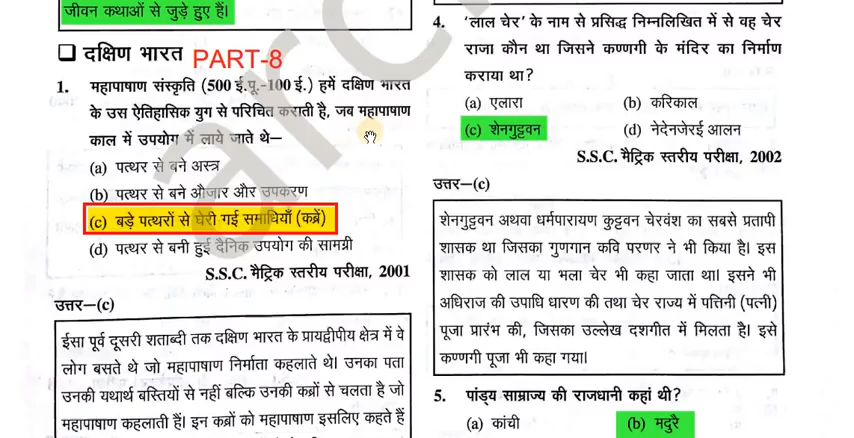 जीवन कथाओं से जुड़े हुए हैं।
❑ दक्षिण भारत PART-8
1. महापाषाण संस्कृति (500 ई.पू.-100 ई.) हमें दक्षिण भारत
के उस ऐतिहासिक युग से परिचित कराती है, जब महापाषाण
काल में उपयोग में लाये जाते थे—
(a) पत्थर से बने अस्त्र
(b) पत्थर से बने औजार और उपकरण
(c) बड़े पत्थरों से घेरी गई समाधियाँ (कब्रें)
(d) पत्थर से बनी हुई दैनिक उपयोग की सामग्री
S.S.C. मैट्रिक स्तरीय परीक्षा, 2001
उत्तर—(c)
ईसा पूर्व दूसरी शताब्दी तक दक्षिण भारत के प्रायद्वीपीय क्षेत्र में वे
लोग बसते थे जो महापाषाण निर्माता कहलाते थे। उनका पता
उनकी यथार्थ बस्तियों से नहीं बल्कि उनकी कब्रों से चलता है जो
महापाषाण कहलाती हैं। इन कब्रों को महापाषाण इसलिए कहते हैं
4. 'लाल चेर' के नाम से प्रसिद्ध निम्नलिखित में से वह चेर
राजा कौन था जिसने कण्णगी के मंदिर का निर्माण
कराया था?
(a) एलारा (b) करिकाल
(c) शेनगुट्टवन (d) नेदेनजेरई आलन
S.S.C. मैट्रिक स्तरीय परीक्षा, 2002
उत्तर—(c)
शेनगुट्टवन अथवा धर्मपारायण कुट्टवन चेरवंश का सबसे प्रतापी
शासक था जिसका गुणगान कवि परणर ने भी किया है। इस
शासक को लाल या भला चेर भी कहा जाता था। इसने भी
अधिराज की उपाधि धारण की तथा चेर राज्य में पत्तिनी (पत्नी)
पूजा प्रारंभ की, जिसका उल्लेख दशगीत में मिलता है। इसे
कण्णगी पूजा भी कहा गया।
5. पांड्य साम्राज्य की राजधानी कहां थी?
(a) कांची (b) मदुरै